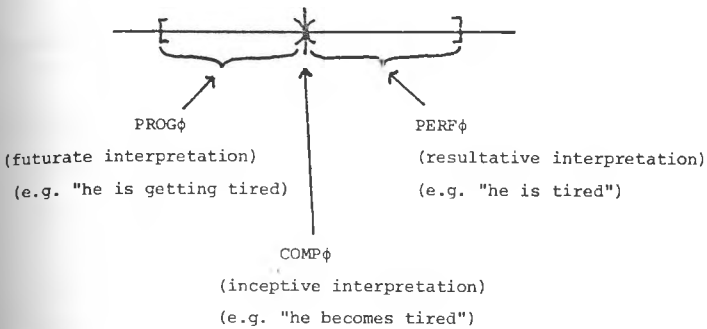 PROGϕ
(futurate interpretation)
(e.g. "he is getting tired)
PERFϕ
(resultative interpretation)
(e.g. "he is tired")
COMPϕ
(inceptive interpretation)
(e.g. "he becomes tired")